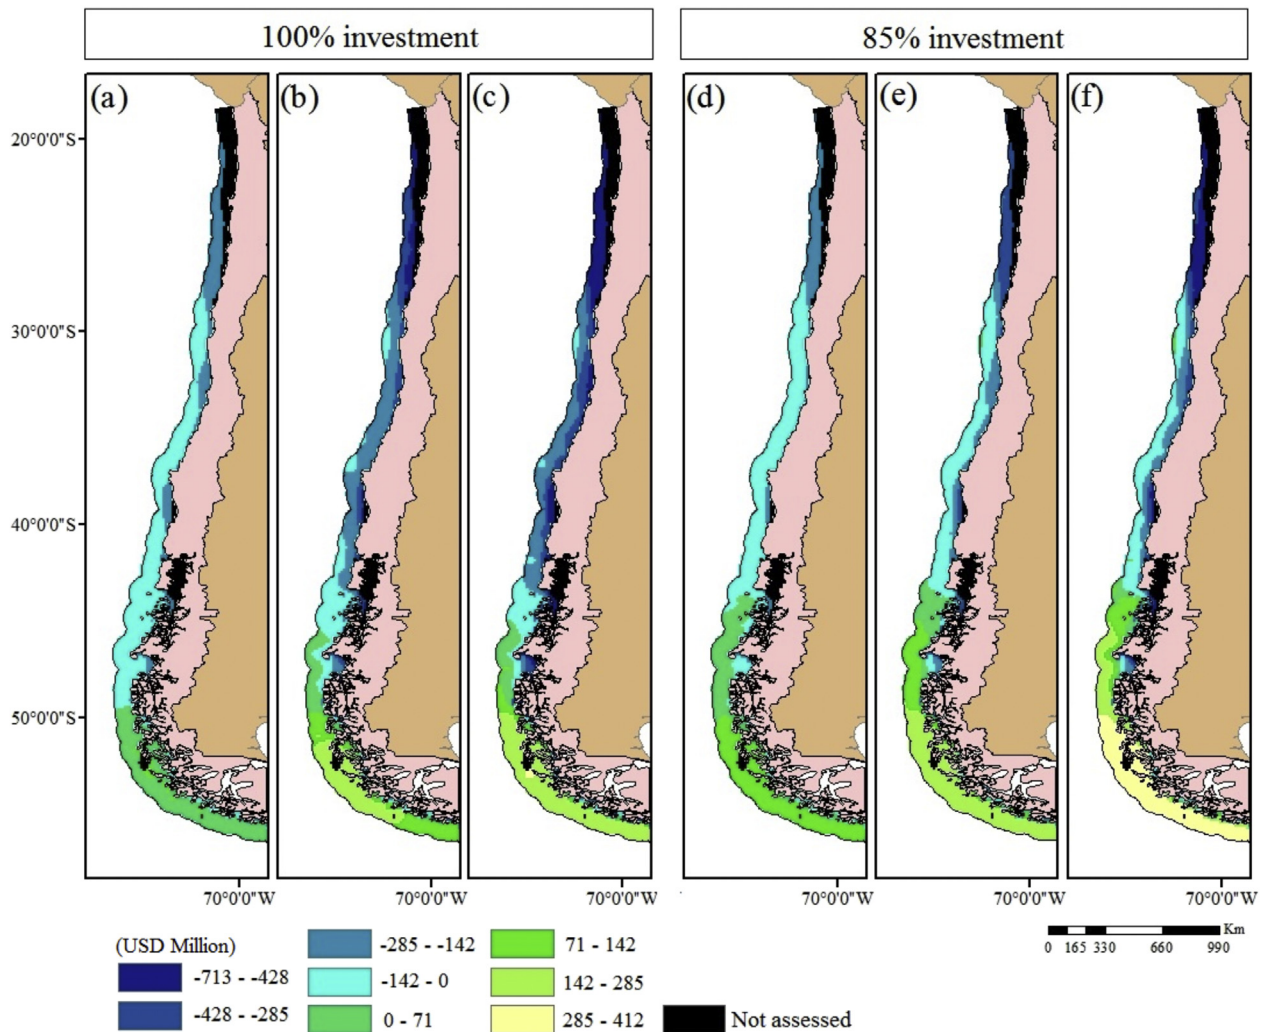 100% investment
85% investment
(a)
(b)
(c)
(d)
(e)
(f)
20°0'0"S
30°0'0"S
40°0'0"S
50°0'0"S
70°0'0"W
70°0'0"W
70°0'0"W
70°0'0"W
70°0'0"W
70°0'0"W
(USD Million)
-713 - -428
-428 - -285
-285 - -142
-142 - 0
0 - 71
71 - 142
142 - 285
285 - 412
Not assessed
Km
0 165 330 660 990